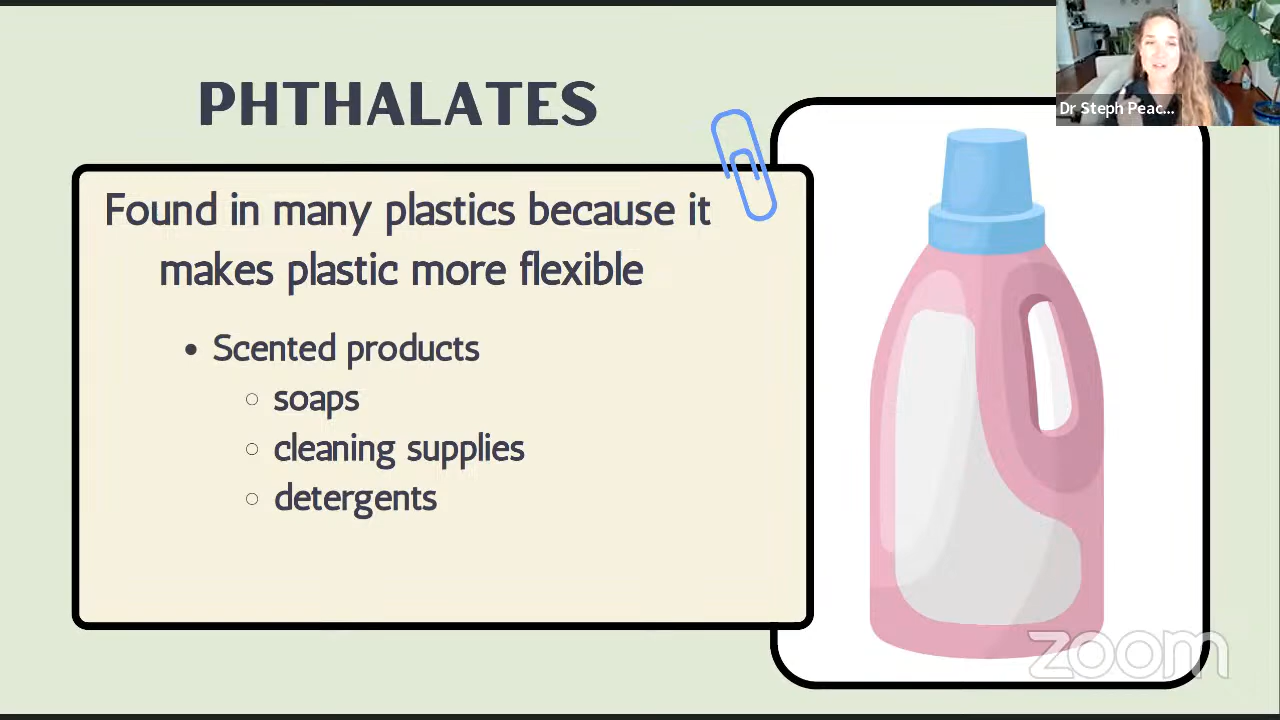 PHTHALATES
Dr Steph Peac...
Found in many plastics because it
makes plastic more flexible
• Scented products
○ soaps
○ cleaning supplies
○ detergents
zoom